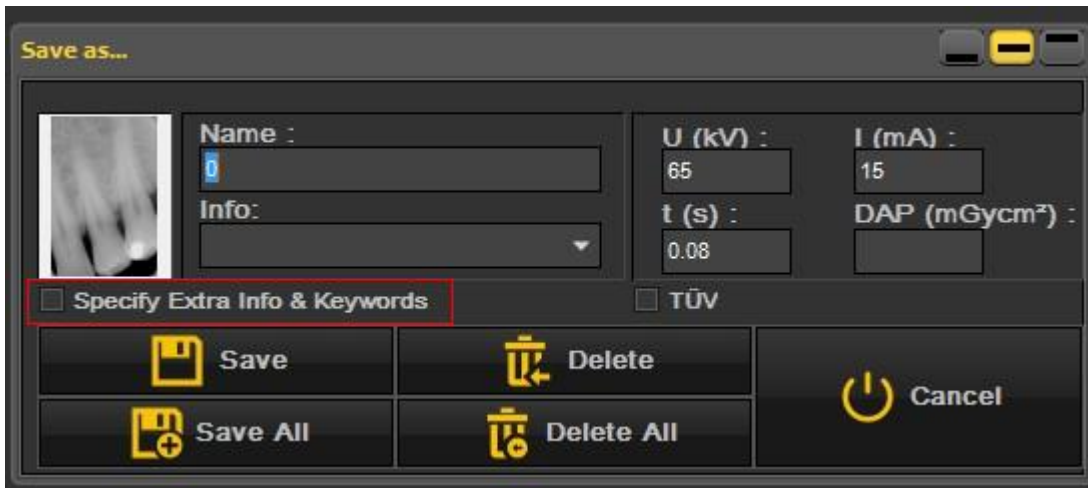 Save as...
Name :
0
Info:
U (kV) :
65
I (mA) :
15
t (s) :
0.08
DAP (mGycm²) :
Specify Extra Info & Keywords
TÜV
Save
Delete
Cancel
Save All
Delete All